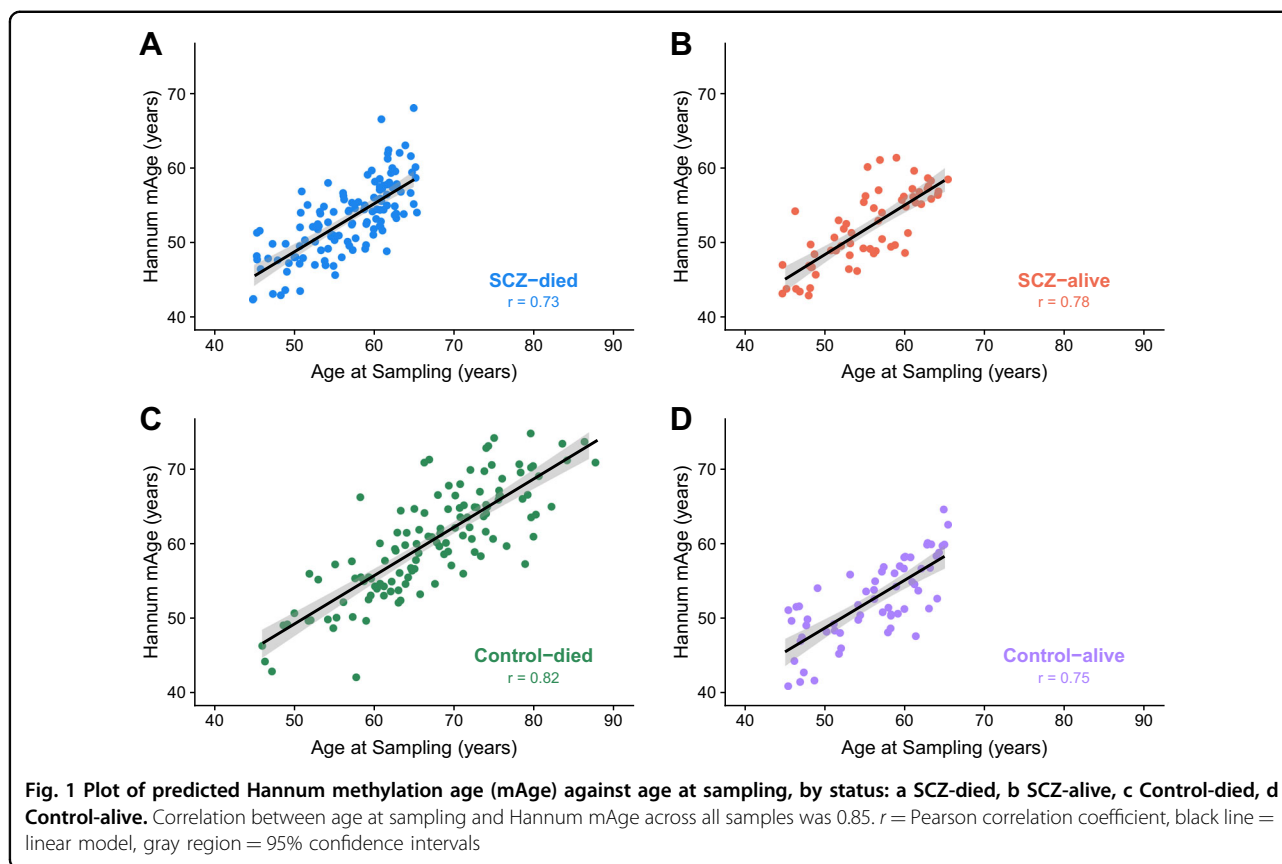 A
Hannum mAge (years)
70
60
50
40
SCZ−died
r = 0.73
40 50 60 70 80 90
Age at Sampling (years)
B
Hannum mAge (years)
70
60
50
40
SCZ−alive
r = 0.78
40 50 60 70 80 90
Age at Sampling (years)
C
Hannum mAge (years)
70
60
50
40
Control−died
r = 0.82
40 50 60 70 80 90
Age at Sampling (years)
D
Hannum mAge (years)
70
60
50
40
Control−alive
r = 0.75
40 50 60 70 80 90
Age at Sampling (years)
Fig. 1 Plot of predicted Hannum methylation age (mAge) against age at sampling, by status: a SCZ-died, b SCZ-alive, c Control-died, d
Control-alive. Correlation between age at sampling and Hannum mAge across all samples was 0.85. r = Pearson correlation coefficient, black line =
linear model, gray region = 95% confidence intervals